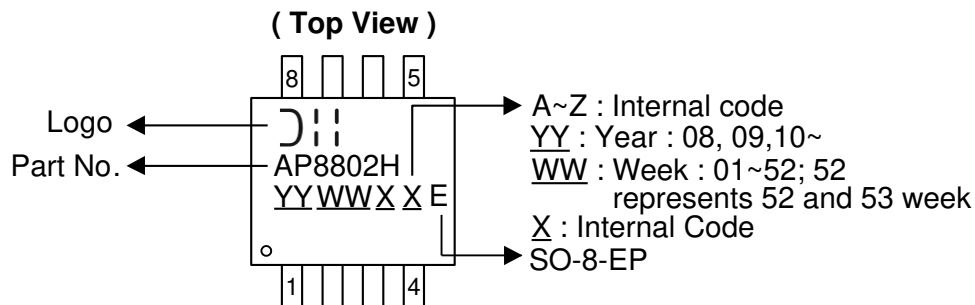 ( Top View )
8 5
Logo
Part No.
AP8802H
YY WW X X E
1 4
A~Z : Internal code
YY : Year : 08, 09,10~
WW : Week : 01~52; 52
represents 52 and 53 week
X : Internal Code
SO-8-EP